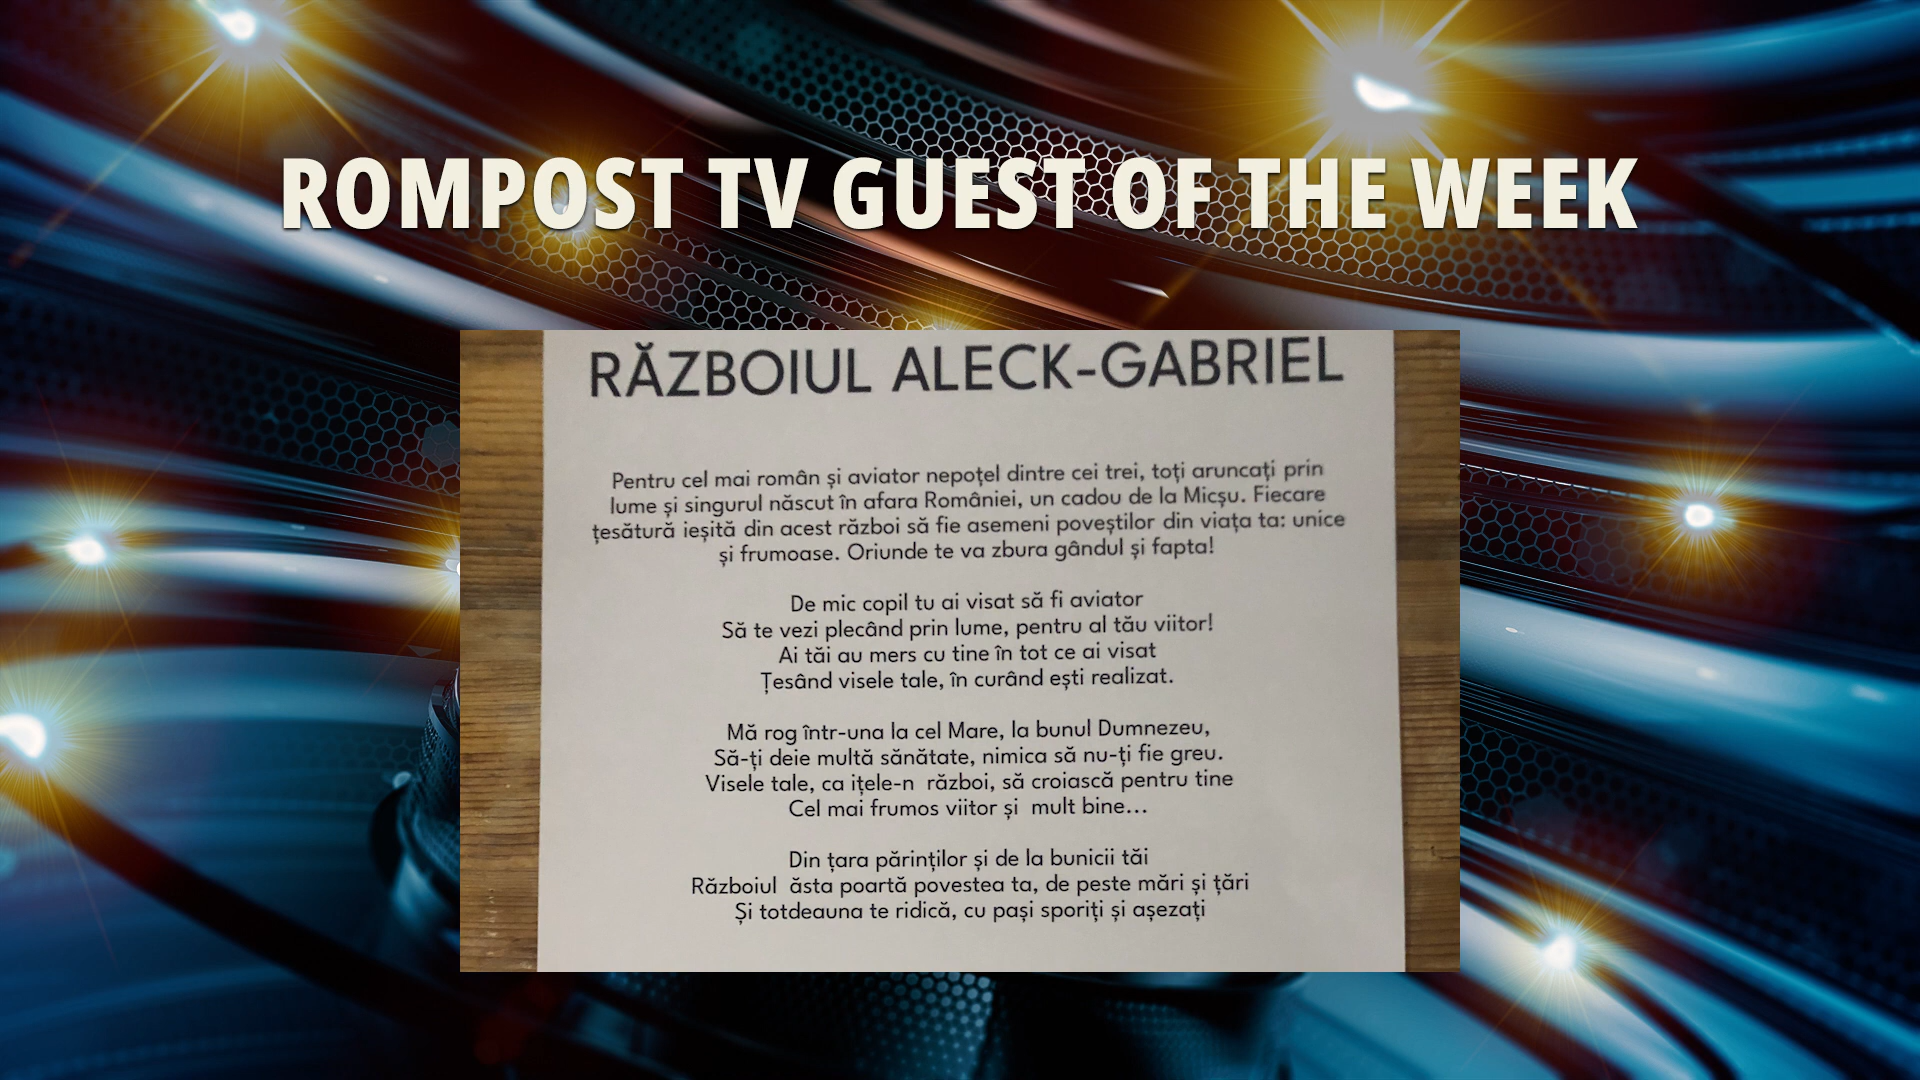 ROMPOST TV GUEST OF THE WEEK
RĂZBOIUL ALECK-GABRIEL
Pentru cel mai român și aviator nepoțel dintre cei trei, toți aruncați prin
lume și singurul născut în afara României, un cadou de la Micșu. Fiecare
țesătură ieșită din acest război să fie asemeni poveștilor din viața ta: unice
și frumoase. Oriunde te va zbura gândul și fapta!
De mic copil tu ai visat să fi aviator
Să te vezi plecând prin lume, pentru al tău viitor!
Ai tăi au mers cu tine în tot ce ai visat
Țesând visele tale, în curând ești realizat.
Mă rog într-una la cel Mare, la bunul Dumnezeu,
Să-ți deie multă sănătate, nimica să nu-ți fie greu.
Visele tale, ca ițele-n război, să croiască pentru tine
Cel mai frumos viitor și mult bine...
Din țara părinților și de la bunicii tăi
Războiul ăsta poartă povestea ta, de peste mări și țări
Și totdeauna te ridică, cu pași sporiți și așezați